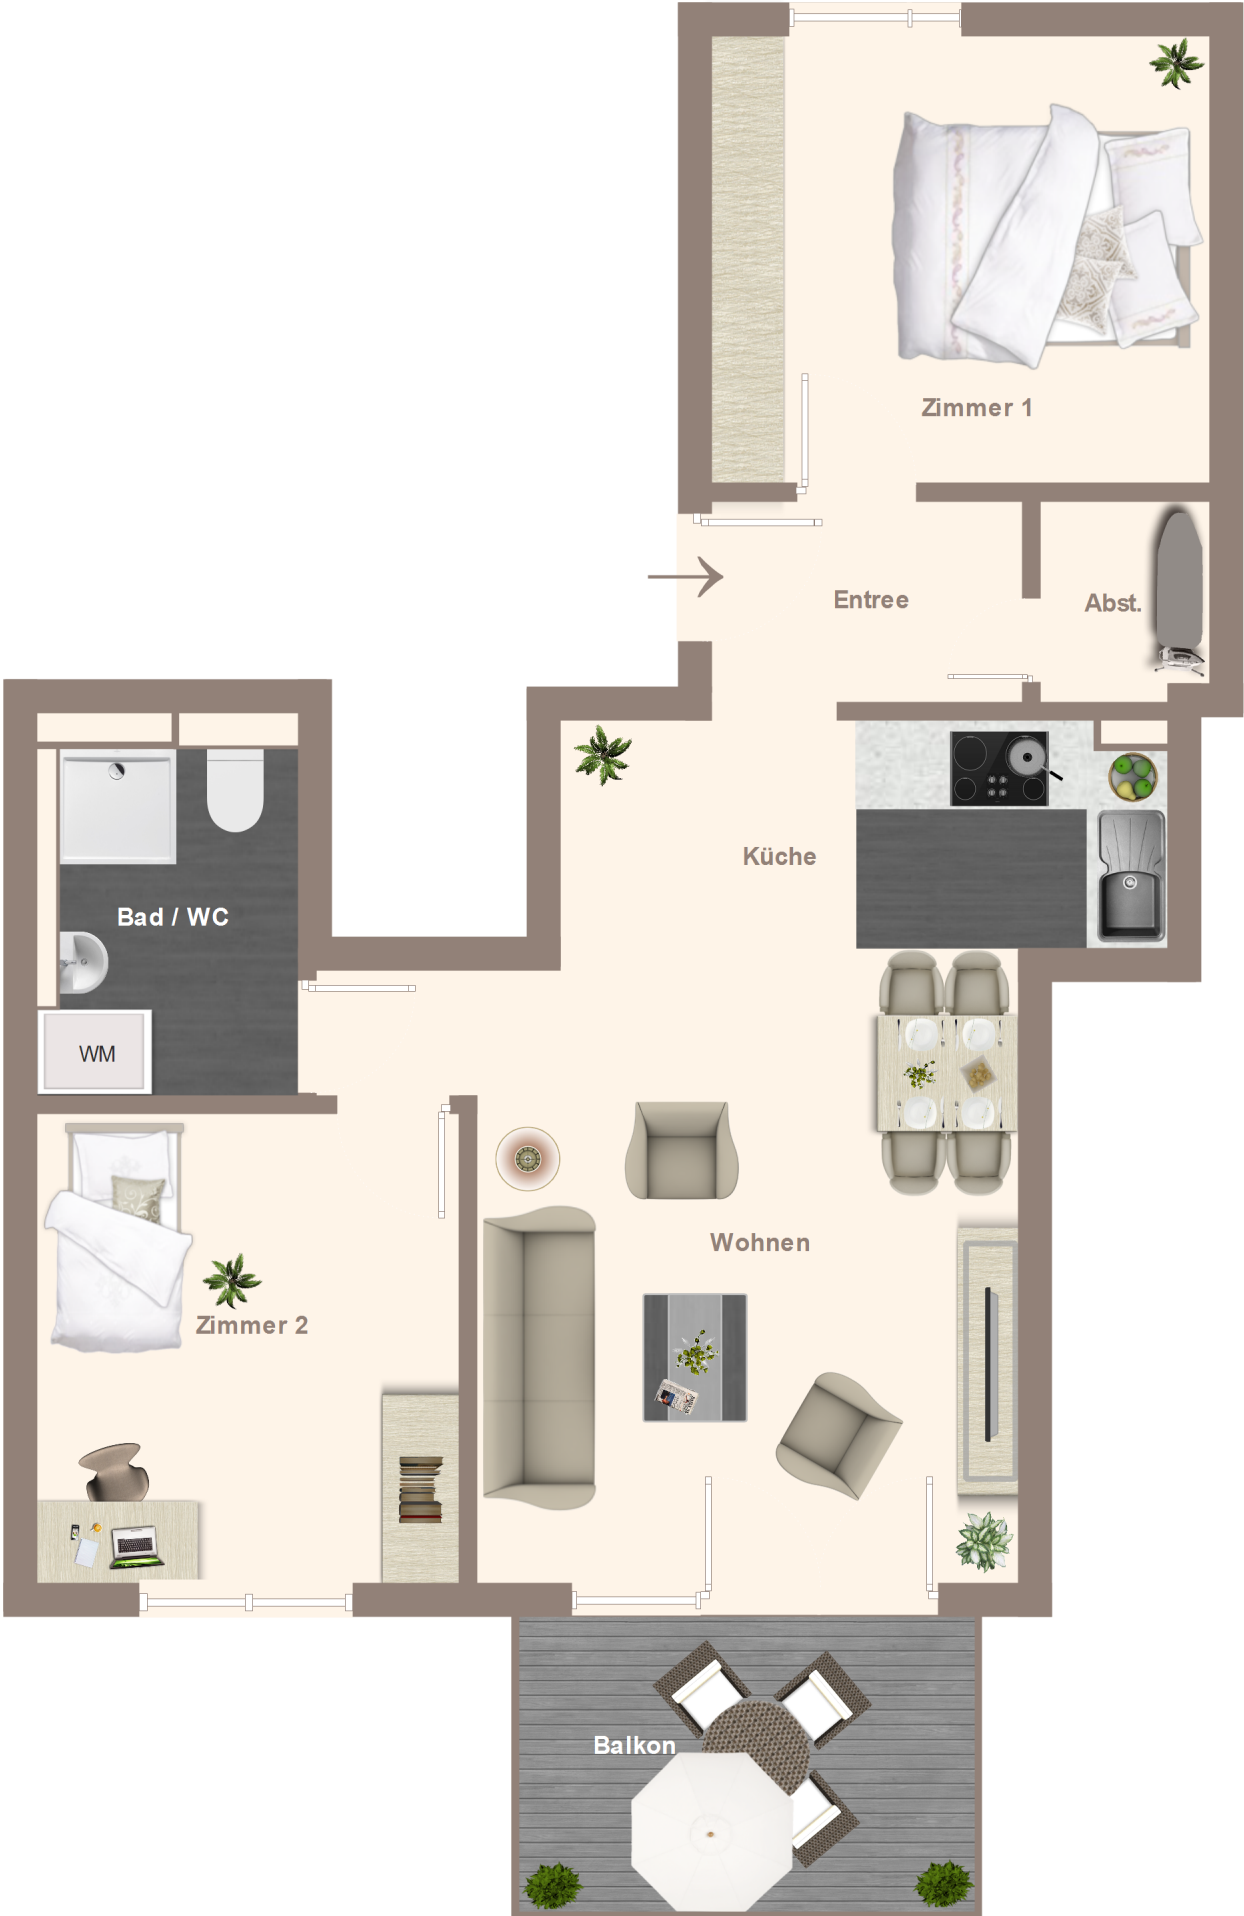 Zimmer 1
Entree
Abst.
Küche
Bad / WC
WM
Wohnen
Zimmer 2
Balkon